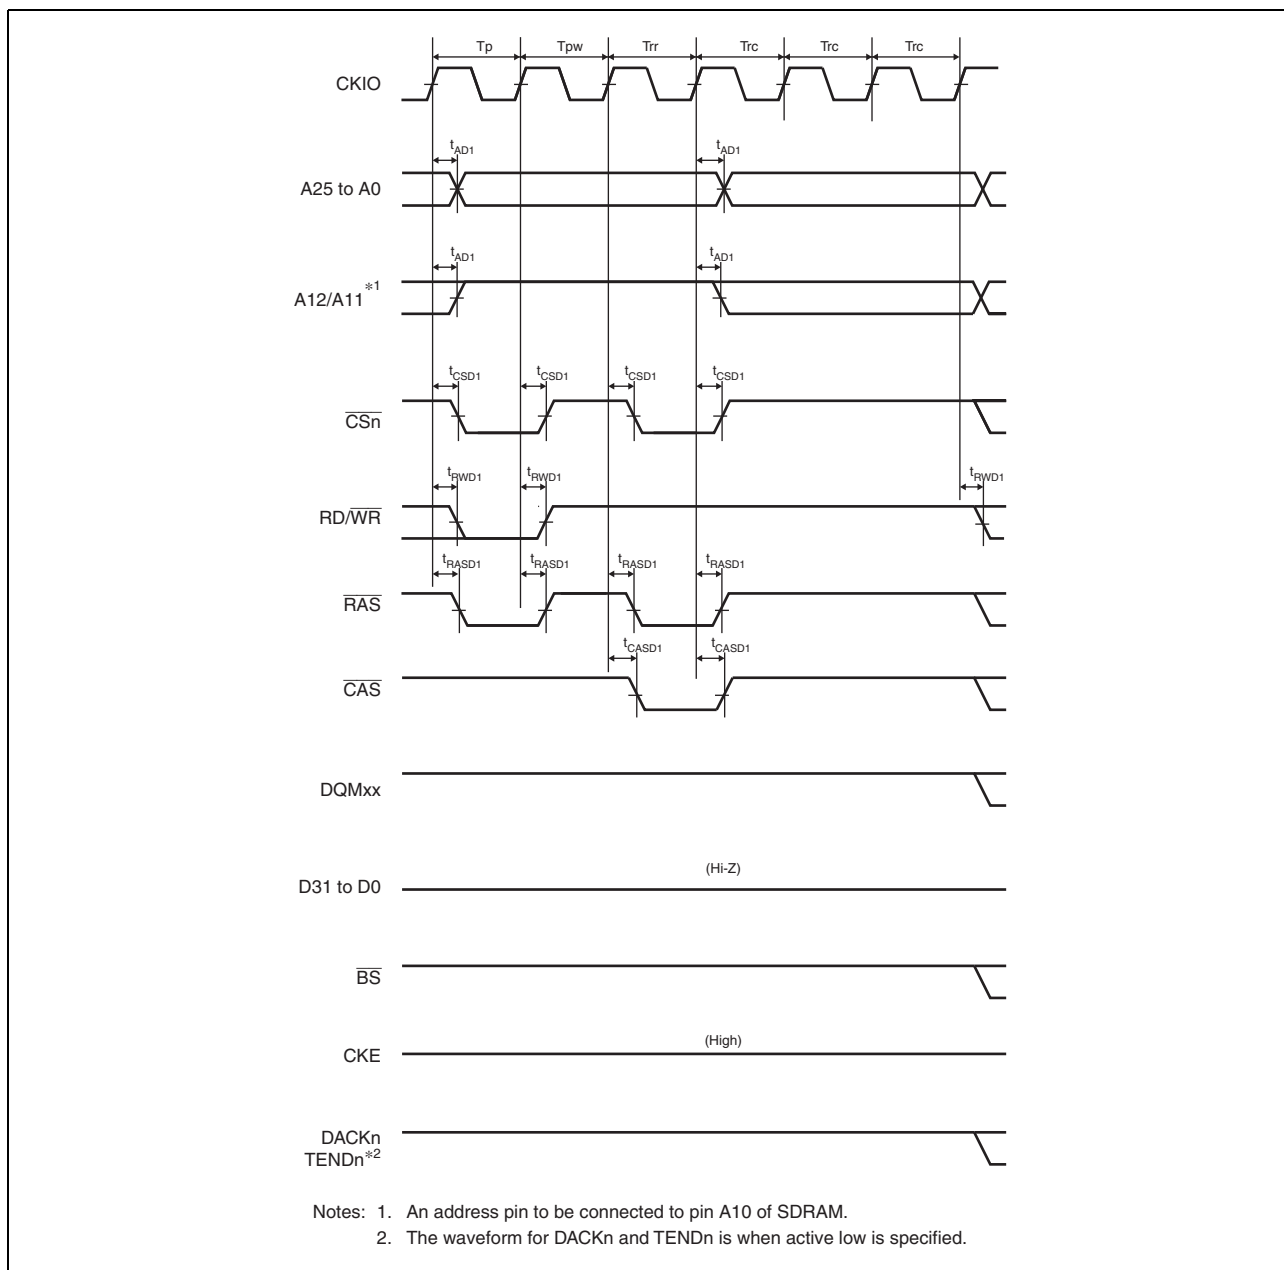 Tp Tpw Trr Trc Trc Trc
CKIO
tAD1 tAD1
A25 to A0
tAD1 tAD1
A12/A11*1
tCSD1 tCSD1 tCSD1 tCSD1
CSn
tRWD1 tRWD1 tRWD1
RD/WR
tRASD1 tRASD1 tRASD1 tRASD1
RAS
tCASD1 tCASD1
CAS
DQMxx
(Hi-Z)
D31 to D0
BS
(High)
CKE
DACKn
TENDn*2
Notes: 1. An address pin to be connected to pin A10 of SDRAM.
2. The waveform for DACKn and TENDn is when active low is specified.